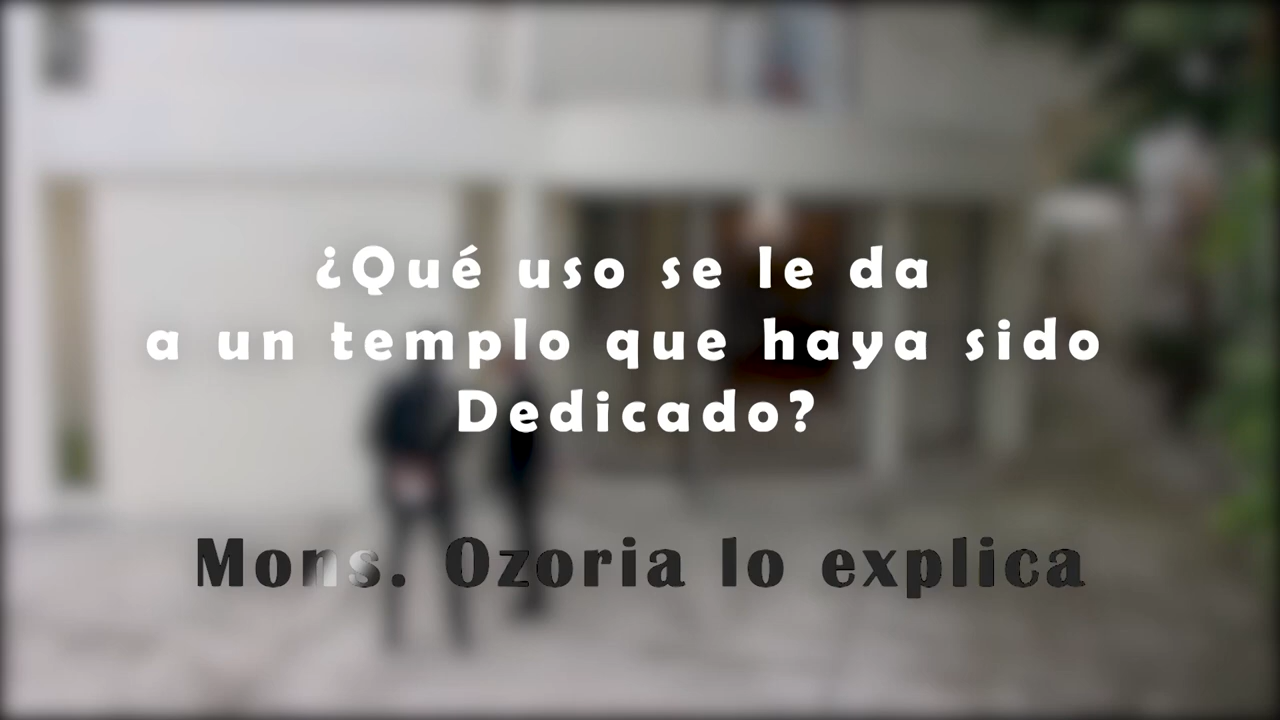 ¿Qué uso se le da
a un templo que haya sido
Dedicado?
Mons. Ozoria lo explica